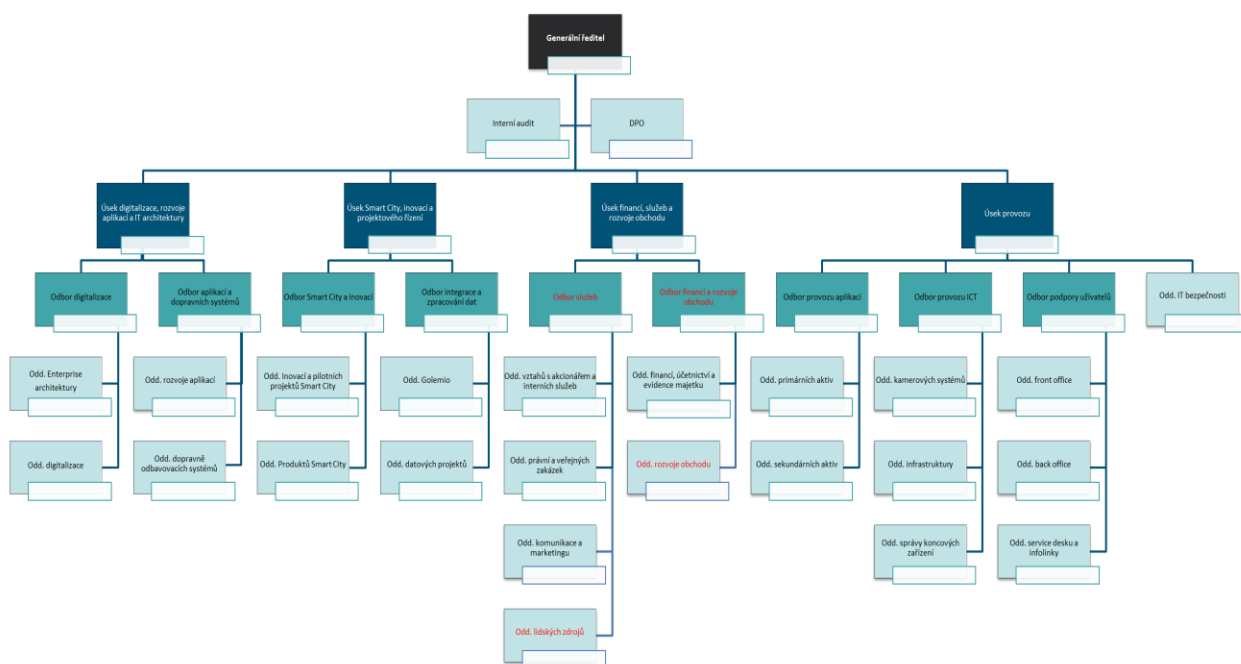 Generální ředitel
Interní audit
DPO
Úsek digitalizace, rozvoje
aplikací a IT architektury
Úsek Smart City, inovací a
projektového řízení
Úsek financí, služeb a
rozvoje obchodu
Úsek provozu
Odbor digitalizace
Odbor aplikací a
dopravních systémů
Odbor Smart City a inovací
Odbor integrace a
zpracování dat
Odbor služeb
Odbor financí a rozvoje
obchodu
Odbor provozu aplikací
Odbor provozu ICT
Odbor podpory uživatelů
Odd. IT bezpečnosti
Odd. Enterprise
architektury
Odd. rozvoje aplikací
Odd. Inovací a pilotních
projektů Smart City
Odd. Golemio
Odd. vztahů s akcionářem a
interních služeb
Odd. financí, účetnictví a
evidence majetku
Odd. primárních aktiv
Odd. kamerových systémů
Odd. front office
Odd. digitalizace
Odd. dopravně
odbavovacích systémů
Odd. Produktů Smart City
Odd. datových projektů
Odd. právní a veřejných
zakázek
Odd. rozvoje obchodu
Odd. sekundárních aktiv
Odd. infrastruktury
Odd. back office
Odd. komunikace a
marketingu
Odd. správy koncových
zařízení
Odd. service desku a
infolinky
Odd. lidských zdrojů